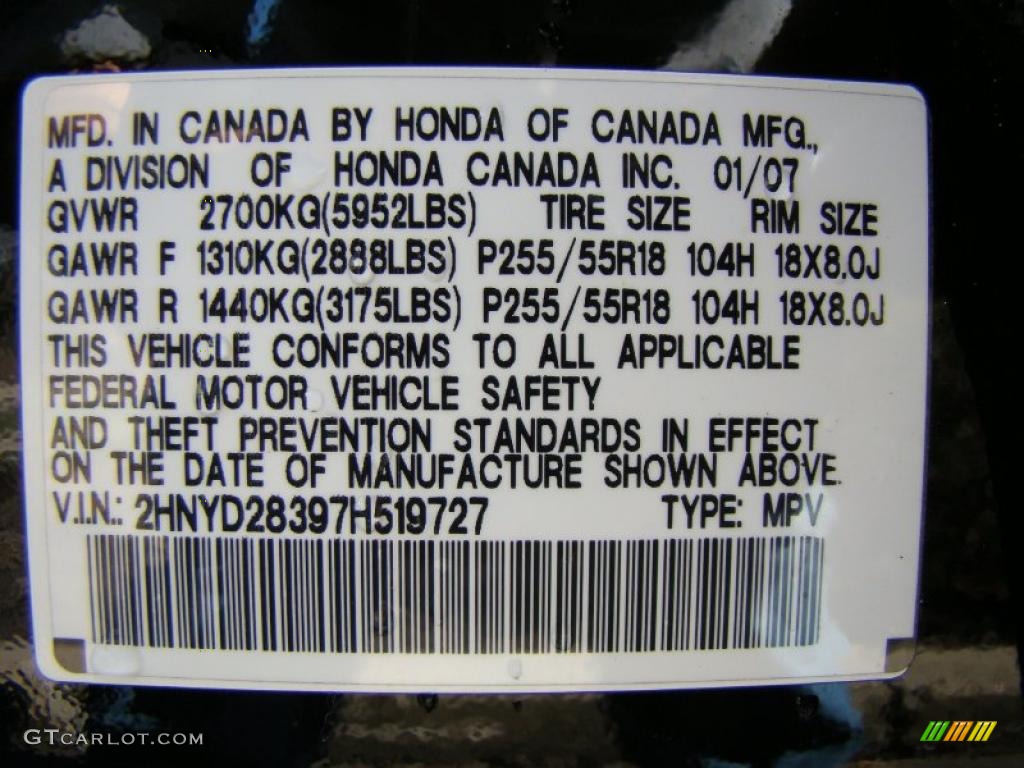 MFD. IN CANADA BY HONDA OF CANADA MFG.,
A DIVISION OF HONDA CANADA INC. 01/07
GVWR 2700KG(5952LBS) TIRE SIZE RIM SIZE
GAWR F 1310KG(2888LBS) P255/55R18 104H 18X8.0J
GAWR R 1440KG(3175LBS) P255/55R18 104H 18X8.0J
THIS VEHICLE CONFORMS TO ALL APPLICABLE
FEDERAL MOTOR VEHICLE SAFETY
AND THEFT PREVENTION STANDARDS IN EFFECT
ON THE DATE OF MANUFACTURE SHOWN ABOVE.
V.I.N.: 2HNYD28397H519727 TYPE: MPV
GTCARLOT.COM